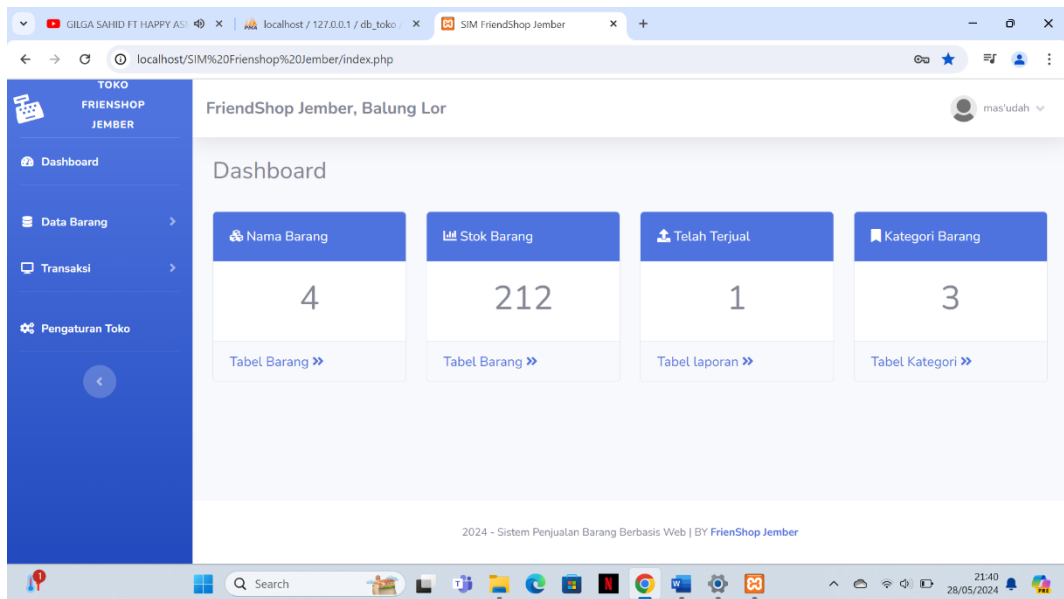 GILGA SAHID FT HAPPY AS
localhost / 127.0.0.1 / db_toko /
SIM FriendShop Jember
localhost/SIM%20Frienshop%20Jember/index.php
TOKO
FRIENSHOP
JEMBER
FriendShop Jember, Balung Lor
mas'udah
Dashboard
Data Barang
Transaksi
Pengaturan Toko
Dashboard
Nama Barang
4
Tabel Barang
Stok Barang
212
Tabel Barang
Telah Terjual
1
Tabel laporan
Kategori Barang
3
Tabel Kategori
2024 - Sistem Penjualan Barang Berbasis Web | BY FrienShop Jember
1
Search
21:40
28/05/2024